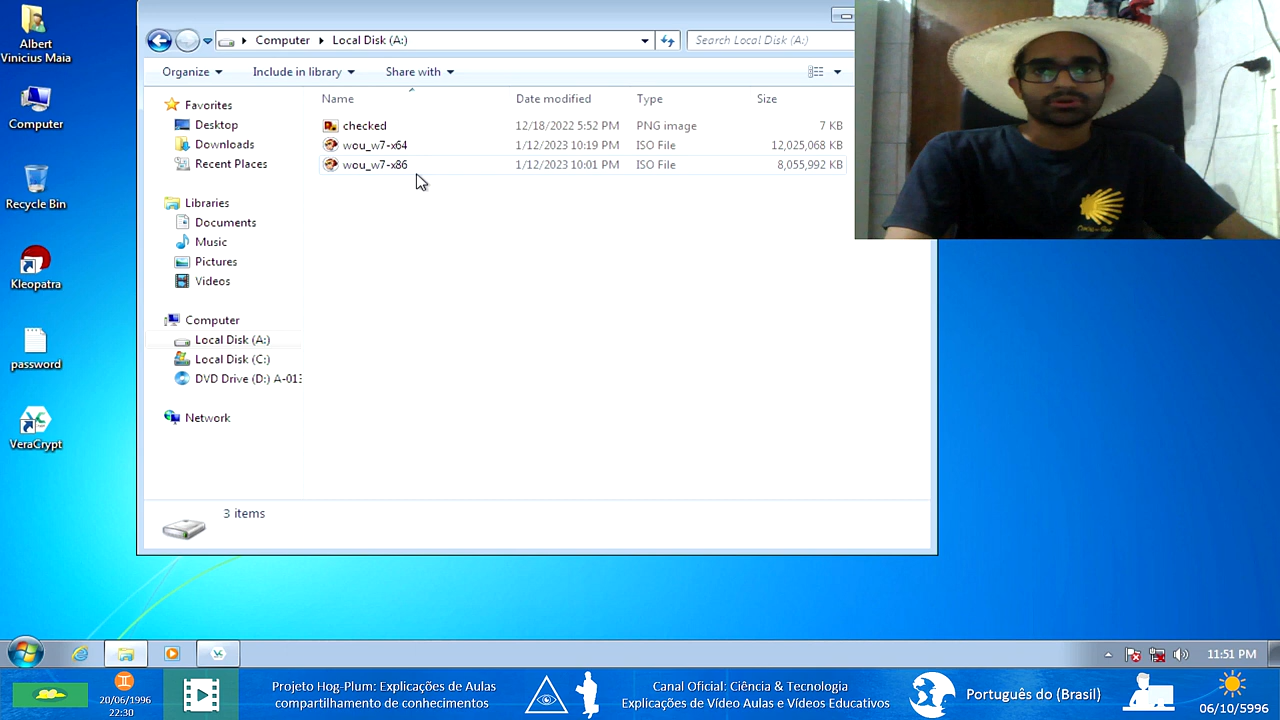 Albert
Vinicius Maia
Computer
Recycle Bin
Kleopatra
password
VeraCrypt
Computer
Local Disk (A:)
Search Local Disk (A:)
Organize
Include in library
Share with
Favorites
Desktop
Downloads
Recent Places
Libraries
Documents
Music
Pictures
Videos
Computer
Local Disk (A:)
Local Disk (C:)
DVD Drive (D:) A-013
Network
Name Date modified Type Size
checked 12/18/2022 5:52 PM PNG image 7 KB
wou_w7-x64 1/12/2023 10:19 PM ISO File 12,025,068 KB
wou_w7-x86 1/12/2023 10:01 PM ISO File 8,055,992 KB
3 items
11:51 PM
20/06/1996
22:30
Projeto Hog-Plum: Explicações de Aulas
compartilhamento de conhecimentos
Canal Oficial: Ciência & Tecnologia
Explicações de Vídeo Aulas e Vídeos Educativos
Português do (Brasil)
06/10/5996